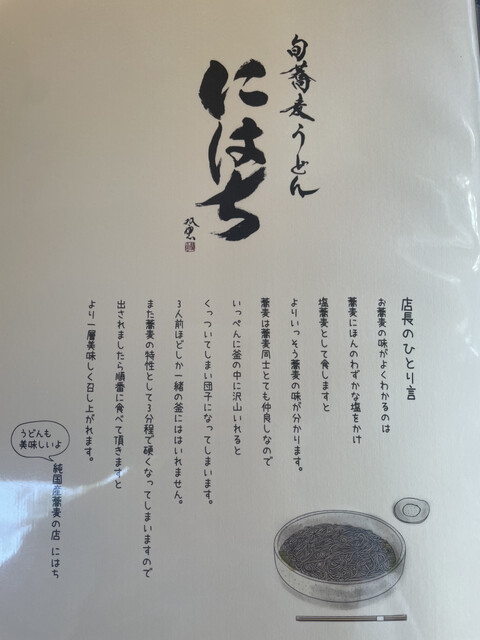 旬蕎麦うどん
にはち
店長のひとり言
お蕎麦の味がよくわかるのは
蕎麦にほんのわずかな塩をかけ
塩蕎麦として食しますと
よりいっそう蕎麦の味が分かります。
蕎麦は蕎麦同士とても仲良しなので
いっぺんに釜の中に沢山いれると
くっついてしまい団子になってしまいます。
3人前ほどしか一緒の釜にははいれません。
また蕎麦の特性として3分程で硬くなってしまいますので
出されましたら順番に食べて頂きますと
より一層美味しく召し上がれます。
純国産蕎麦の店 にはち
うどんも
美味しいよ